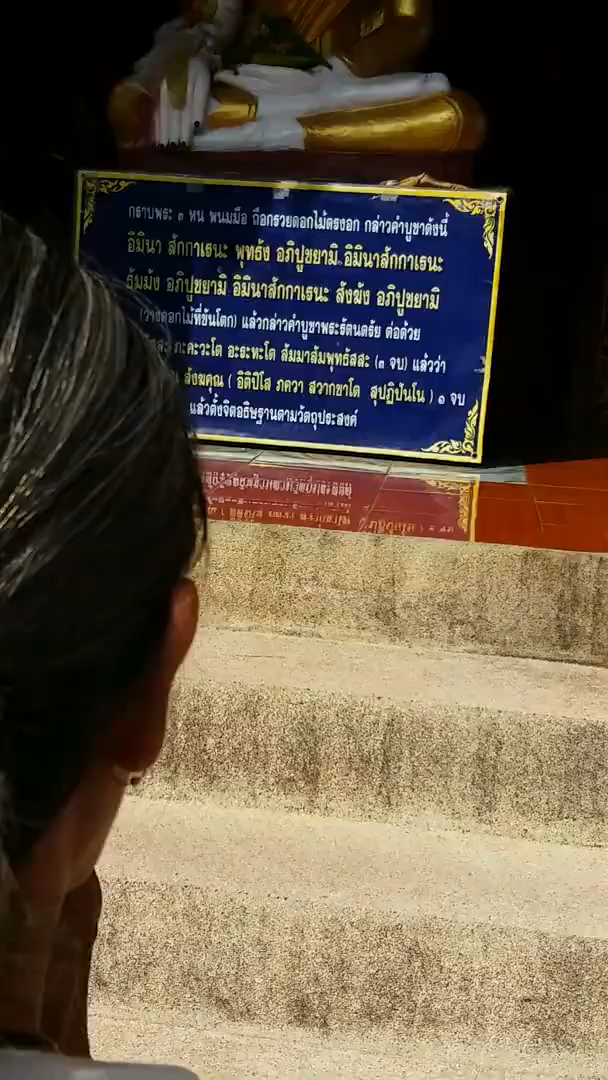 กราบพระ ๓ หน พนมมือ ถือกรวยดอกไม้ตรงอก กล่าวคำบูชาดังนี้
อิมินา สักกาเรนะ พุทธัง อภิปูชยามิ อิมินาสักกาเรนะ
ธัมมัง อภิปูชยามิ อิมินาสักกาเรนะ สังฆัง อภิปูชยามิ
(วางดอกไม้ที่ขันโตก) แล้วกล่าวคำบูชาพระรัตนตรัย ต่อด้วย
ภะคะวะโต อะระหะโต สัมมาสัมพุทธัสสะ (๓ จบ) แล้วว่า
สังฆคุณ ( อิติปิโส ภควา สวากขาโต สุปฏิปันโน ) ๑ จบ
แล้วตั้งจิตอธิษฐานตามวัตถุประสงค์